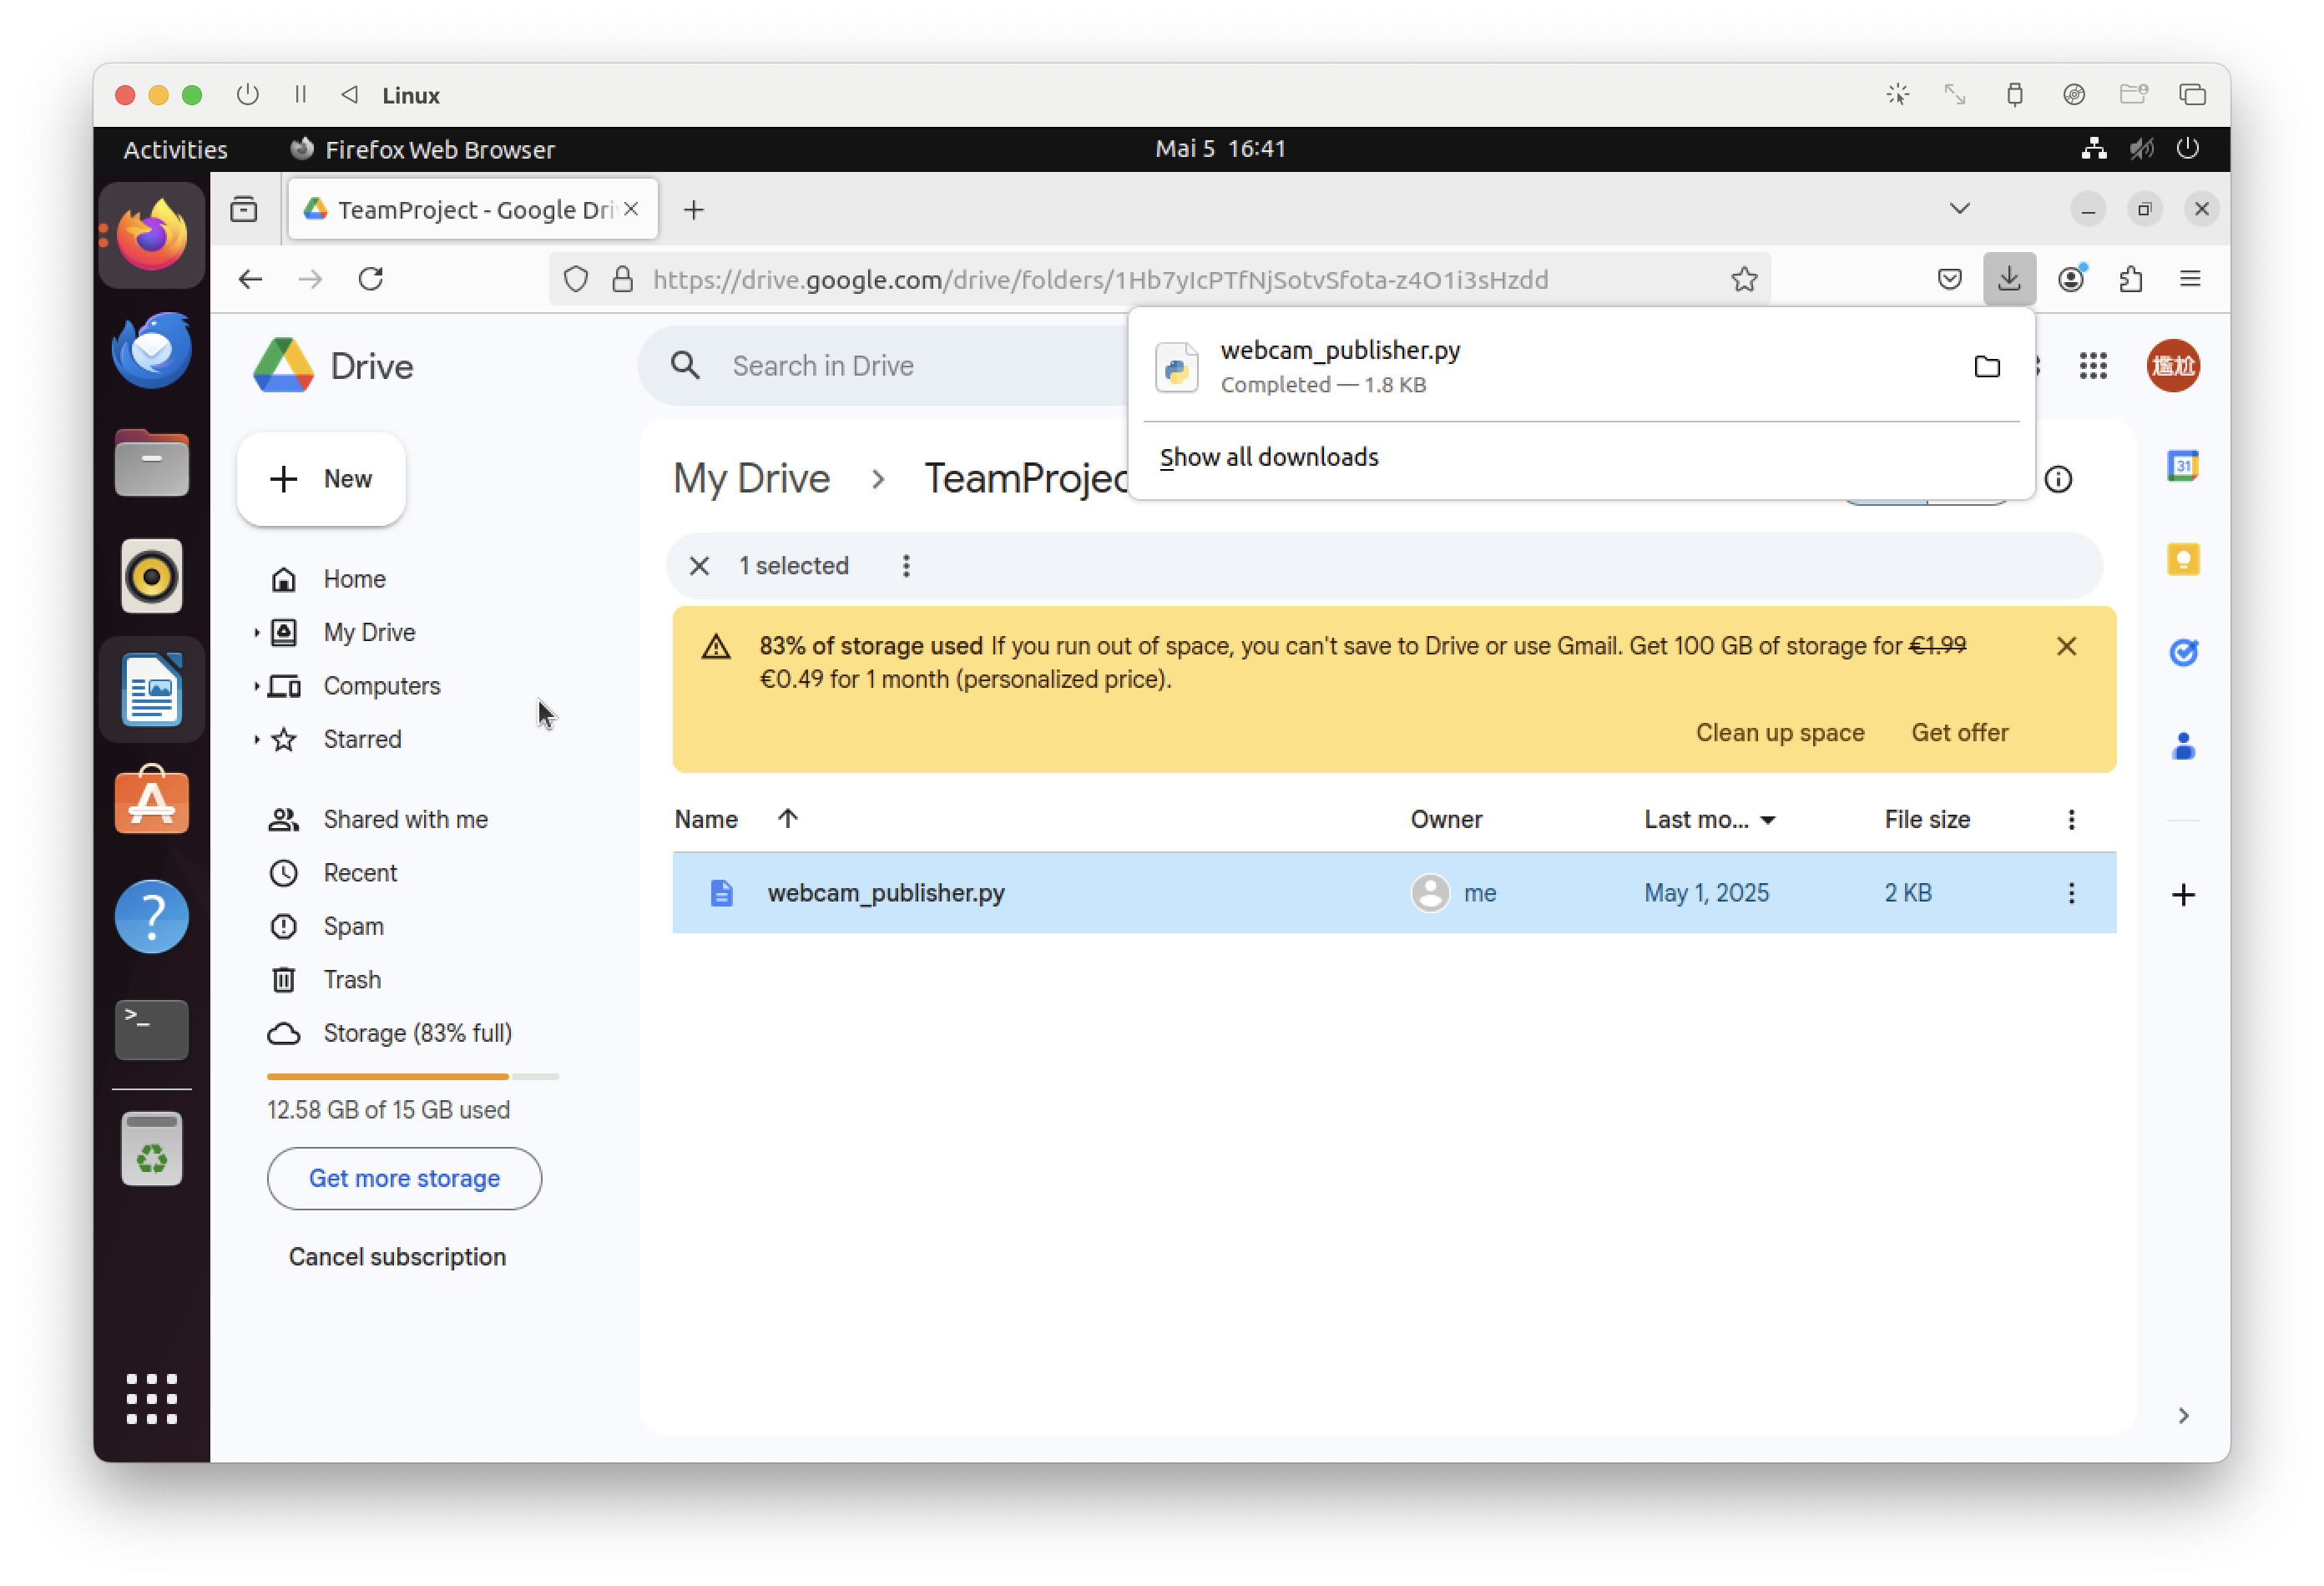 Linux
Activities
Firefox Web Browser
Mai 5 16:41
TeamProject - Google Dri
https://drive.google.com/drive/folders/1Hb7yIcPTfNjSotvSfota-z4O1i3sHzdd
Drive
Search in Drive
webcam_publisher.py
Completed — 1.8 KB
Show all downloads
尷尬
New
My Drive
TeamProjec
31
1 selected
Home
My Drive
Computers
Starred
Shared with me
Recent
Spam
Trash
Storage (83% full)
12.58 GB of 15 GB used
Get more storage
Cancel subscription
83% of storage used If you run out of space, you can't save to Drive or use Gmail. Get 100 GB of storage for €1.99
€0.49 for 1 month (personalized price).
Clean up space
Get offer
Name
Owner
Last mo...
File size
webcam_publisher.py
me
May 1, 2025
2 KB